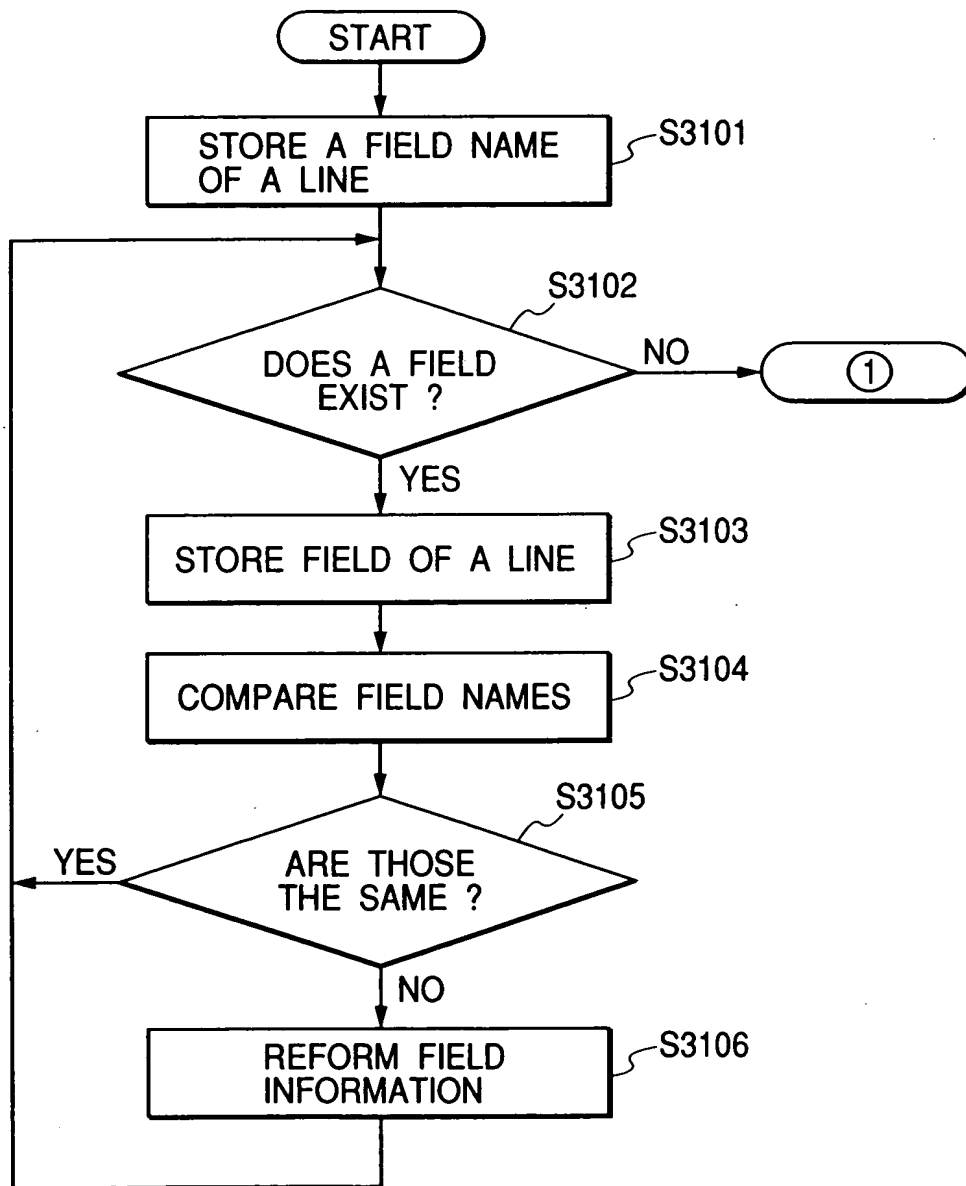 START
STORE A FIELD NAME
OF A LINE
S3101
S3102
DOES A FIELD
EXIST ?
NO
1
YES
S3103
STORE FIELD OF A LINE
S3104
COMPARE FIELD NAMES
S3105
YES
ARE THOSE
THE SAME ?
NO
S3106
REFORM FIELD
INFORMATION